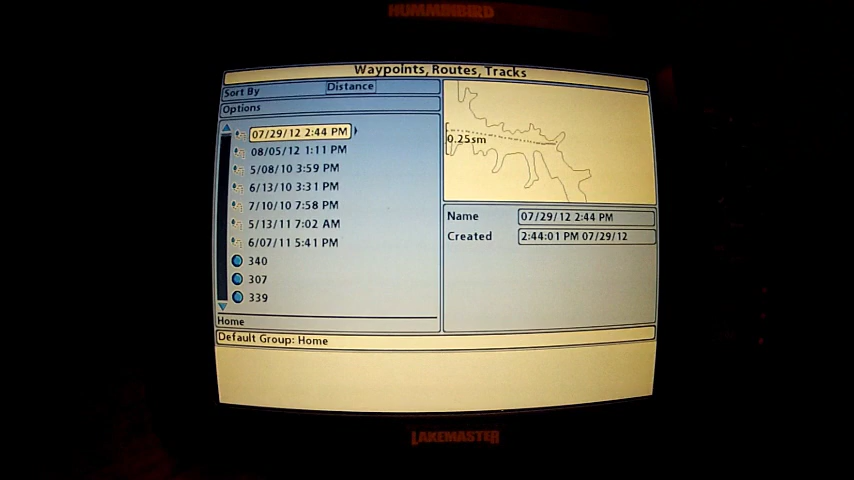 HUMMINBIRD
Waypoints, Routes, Tracks
Sort By Distance
Options
07/29/12 2:44 PM
08/05/12 1:11 PM
5/08/10 3:59 PM
6/13/10 3:31 PM
7/10/10 7:58 PM
5/13/11 7:02 AM
6/07/11 5:41 PM
340
307
339
Home
0.25sm
Name 07/29/12 2:44 PM
Created 2:44:01 PM 07/29/12
Default Group: Home
LAKEMASTER